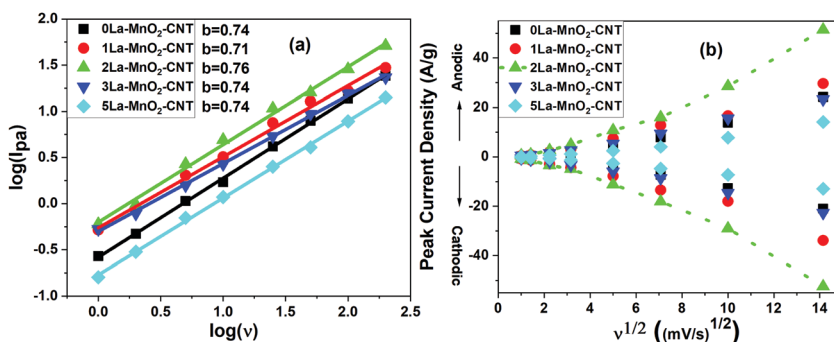 0La-MnO₂-CNT b=0.74
1La-MnO₂-CNT b=0.71
2La-MnO₂-CNT b=0.76
3La-MnO₂-CNT b=0.74
5La-MnO₂-CNT b=0.74
(a)
log(Ipa)
2.0
1.5
1.0
0.5
0.0
-0.5
-1.0
0.0 0.5 1.0 1.5 2.0 2.5
log(ν)
0La-MnO₂-CNT
1La-MnO₂-CNT
2La-MnO₂-CNT
3La-MnO₂-CNT
5La-MnO₂-CNT
(b)
Peak Current Density (A/g)
Anodic
Cathodic
40
20
0
-20
-40
0 2 4 6 8 10 12 14
ν^1/2 ((mV/s)^1/2)